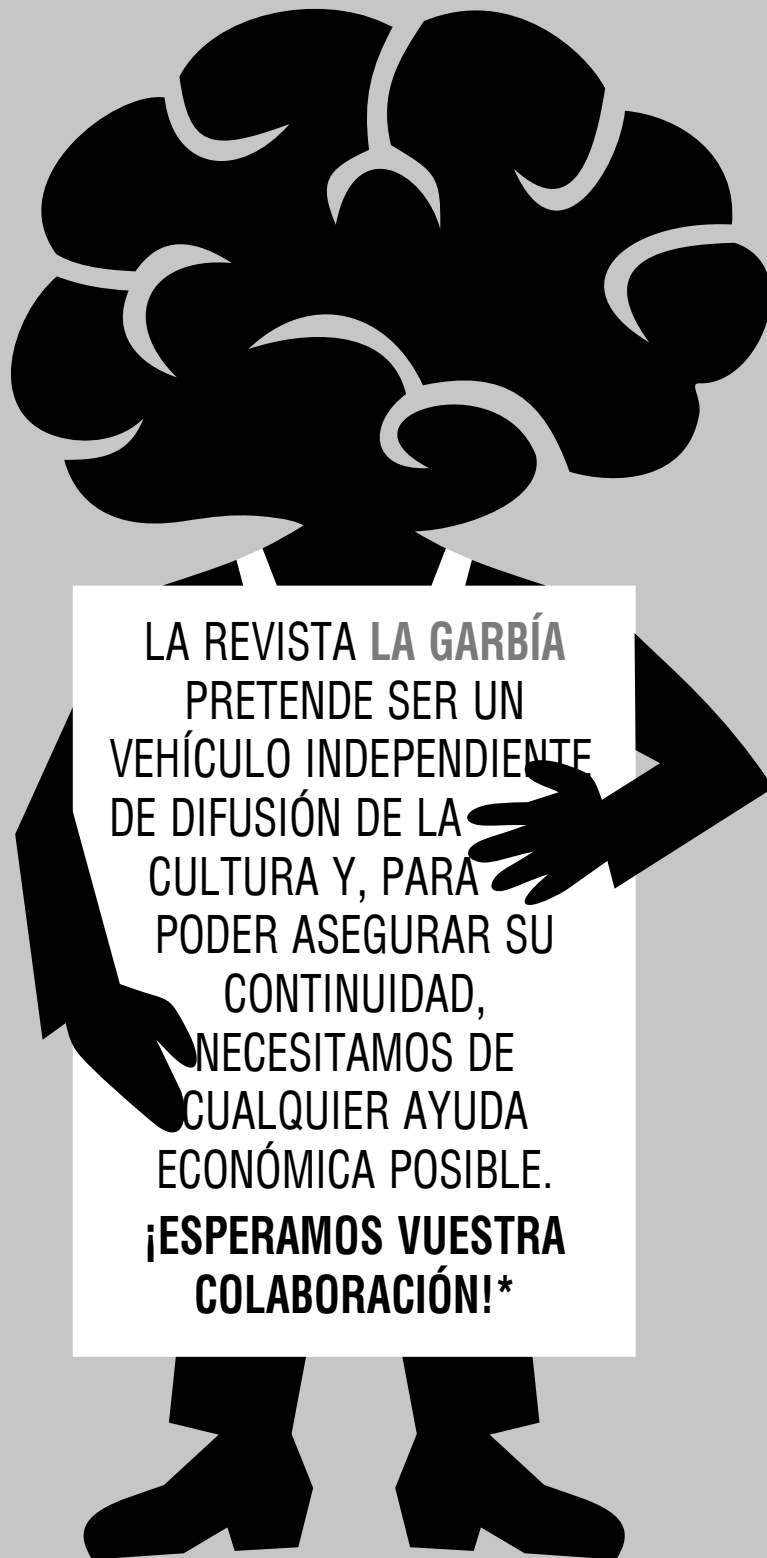 LA REVISTA LA GARBÍA
PRETENDE SER UN
VEHÍCULO INDEPENDIENTE
DE DIFUSIÓN DE LA
CULTURA Y, PARA
PODER ASEGURAR SU
CONTINUIDAD,
NECESITAMOS DE
CUALQUIER AYUDA
ECONÓMICA POSIBLE.
¡ESPERAMOS VUESTRA
COLABORACIÓN!*